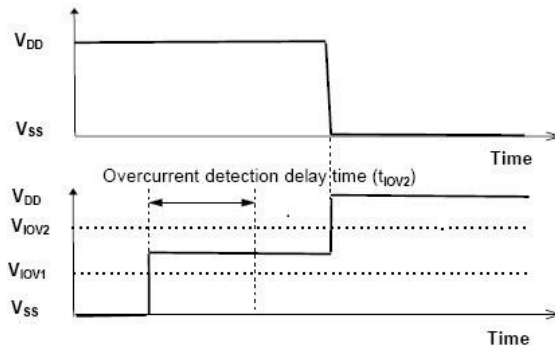 VDD
VSS
Time
Overcurrent detection delay time (tIOV2)
VDD
VIOV2
VIOV1
VSS
Time